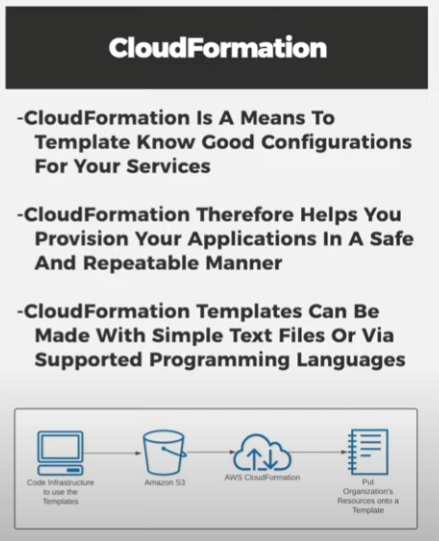 CloudFormation
-CloudFormation Is A Means To
Template Know Good Configurations
For Your Services
-CloudFormation Therefore Helps You
Provision Your Applications In A Safe
And Repeatable Manner
-CloudFormation Templates Can Be
Made With Simple Text Files Or Via
Supported Programming Languages
Code Infrastructure
to use the
Templates
Amazon S3
AWS CloudFormation
Put
Organization's
Resources onto a
Template